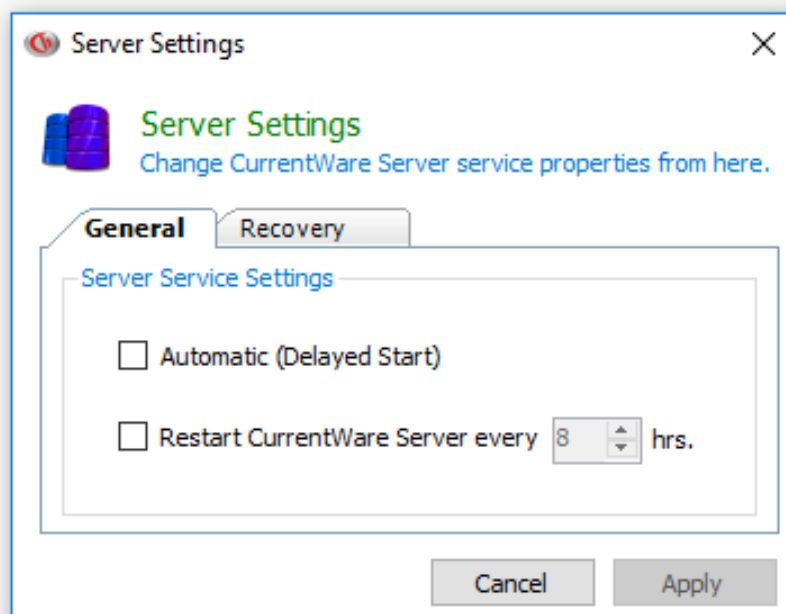 Server Settings
Server Settings
Change CurrentWare Server service properties from here.
General
Recovery
Server Service Settings
Automatic (Delayed Start)
Restart CurrentWare Server every 8 hrs.
Cancel
Apply